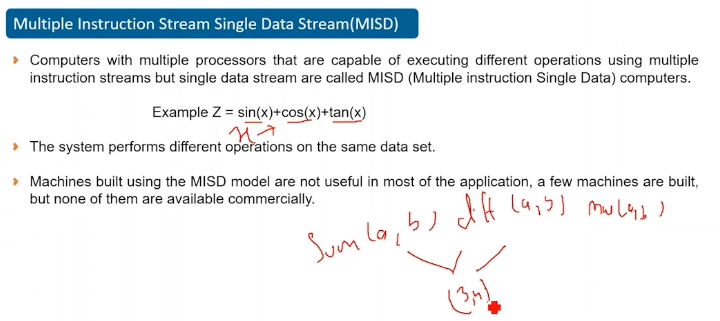 Multiple Instruction Stream Single Data Stream(MISD)
Computers with multiple processors that are capable of executing different operations using multiple
instruction streams but single data stream are called MISD (Multiple instruction Single Data) computers.
Example Z = sin(x)+cos(x)+tan(x)
x →
The system performs different operations on the same data set.
Machines built using the MISD model are not useful in most of the application, a few machines are built,
but none of them are available commercially.
Sum(a, b) diff (a, b) mul(a, b)